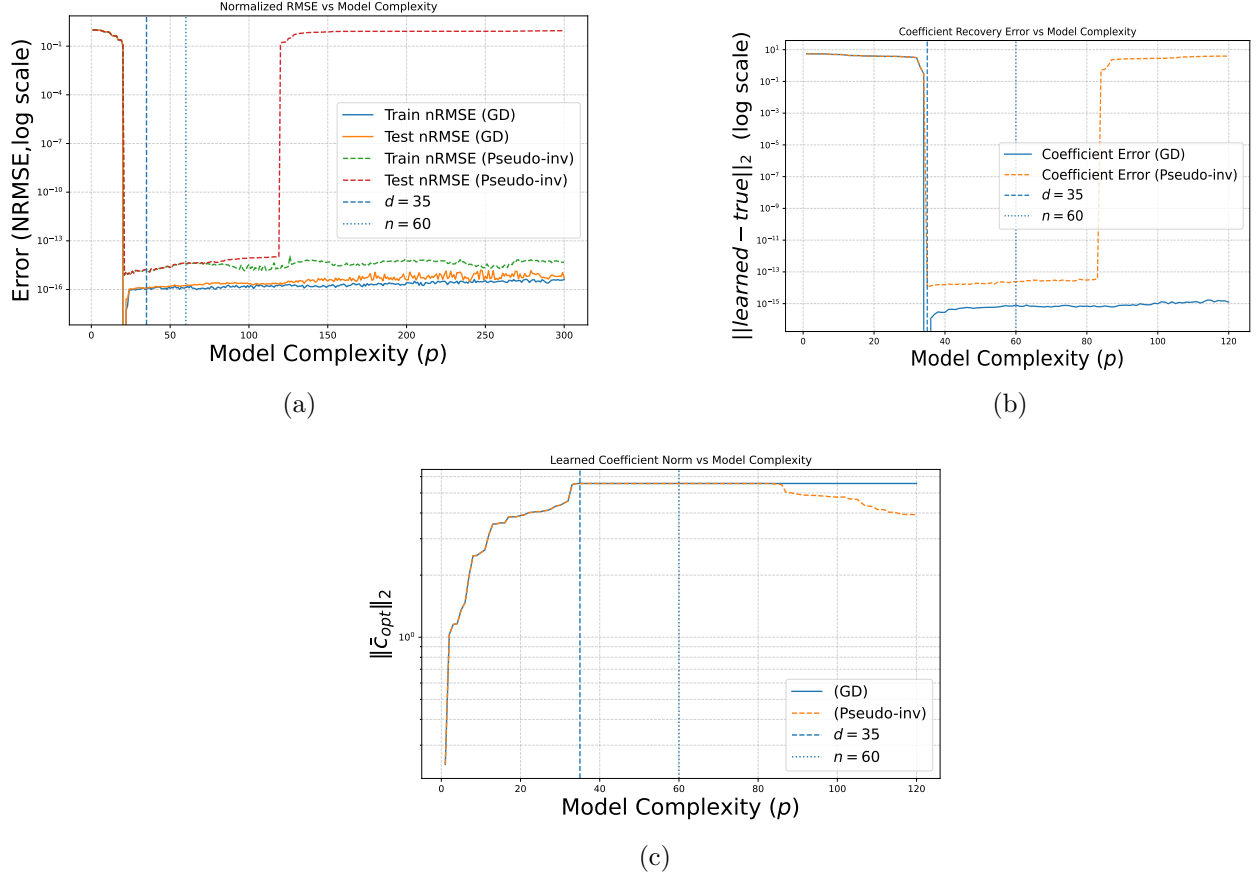 Normalized RMSE vs Model Complexity
Error (NRMSE,log scale)
10⁻¹
10⁻⁴
10⁻⁷
10⁻¹⁰
10⁻¹³
10⁻¹⁶
Train nRMSE (GD)
Test nRMSE (GD)
Train nRMSE (Pseudo-inv)
Test nRMSE (Pseudo-inv)
d = 35
n = 60
0 50 100 150 200 250 300
Model Complexity (p)
(a)
Coefficient Recovery Error vs Model Complexity
||learned − true||₂ (log scale)
10¹
10⁻¹
10⁻³
10⁻⁵
10⁻⁷
10⁻⁹
10⁻¹¹
10⁻¹³
10⁻¹⁵
Coefficient Error (GD)
Coefficient Error (Pseudo-inv)
d = 35
n = 60
0 20 40 60 80 100 120
Model Complexity (p)
(b)
Learned Coefficient Norm vs Model Complexity
‖c̄ₒₚₜ‖₂
10⁰
(GD)
(Pseudo-inv)
d = 35
n = 60
0 20 40 60 80 100 120
Model Complexity (p)
(c)